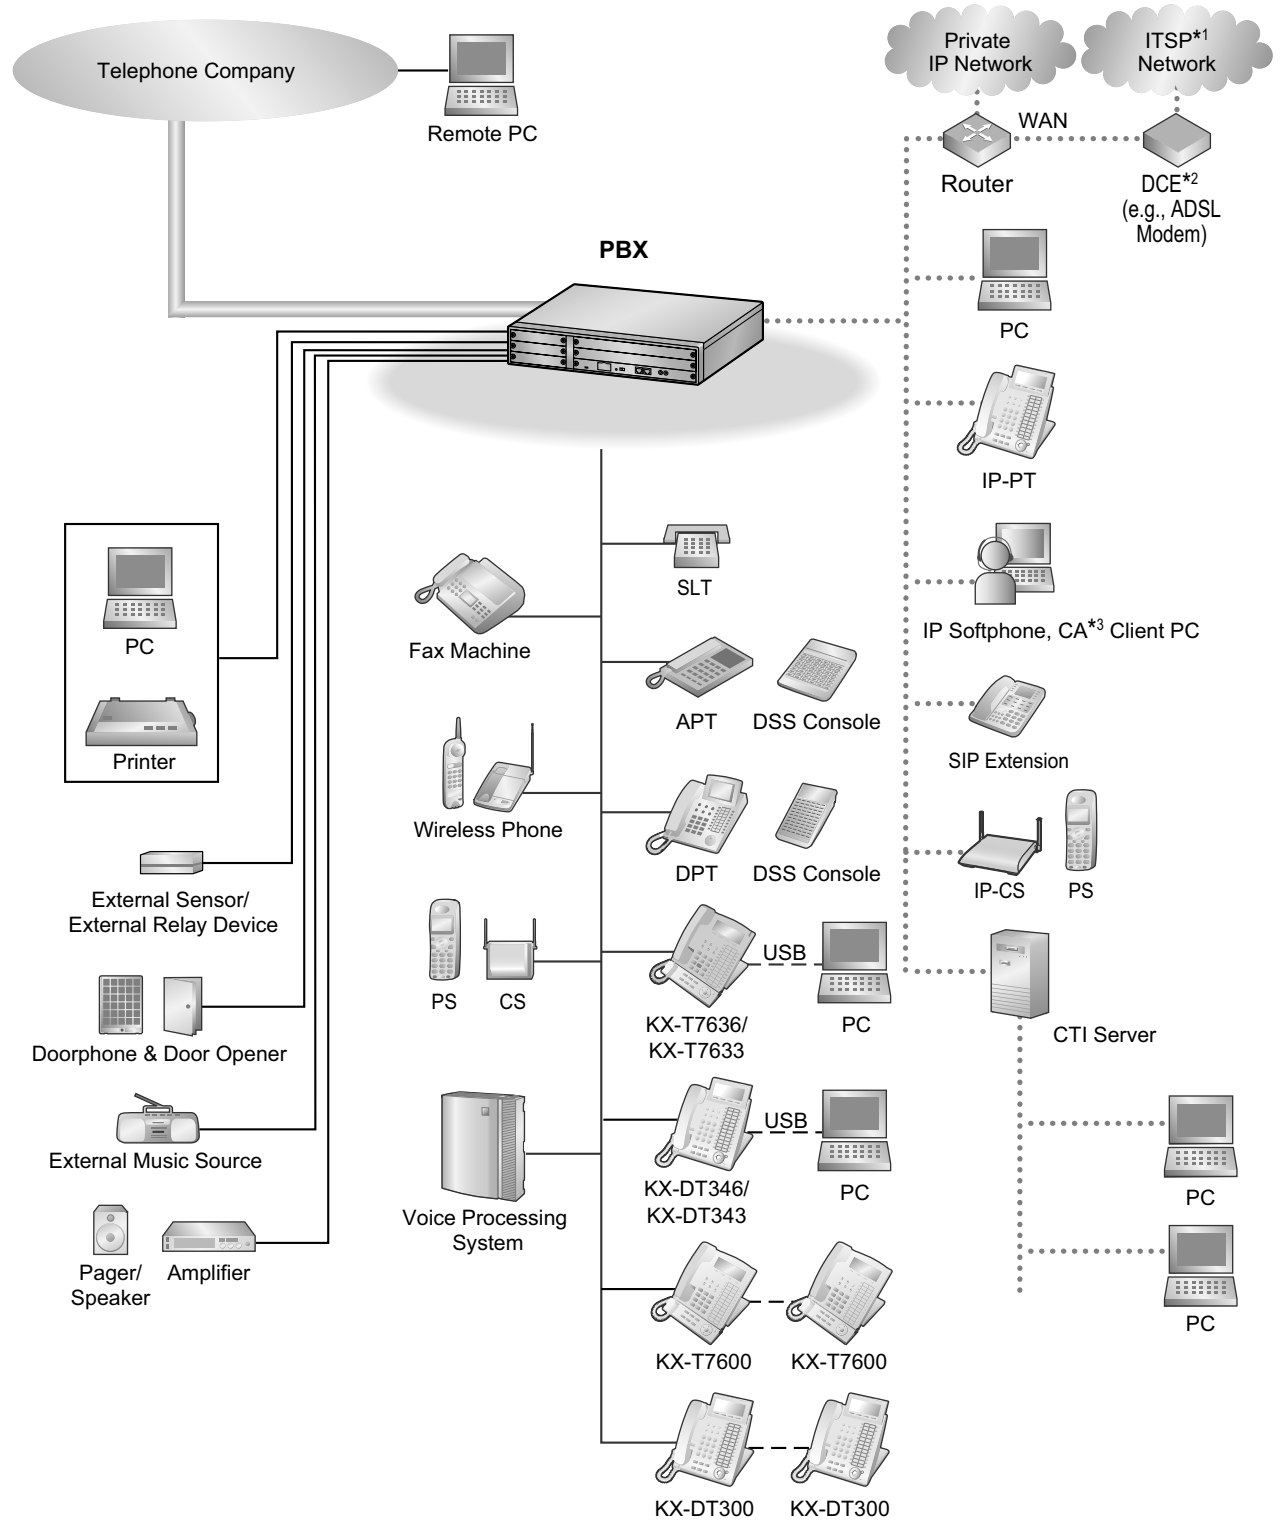 Telephone Company
Remote PC
Private
IP Network
ITSP*1
Network
WAN
Router
DCE*2
(e.g., ADSL
Modem)
PBX
PC
IP-PT
IP Softphone, CA*3 Client PC
SIP Extension
IP-CS
PS
CTI Server
PC
PC
PC
Printer
External Sensor/
External Relay Device
Doorphone & Door Opener
External Music Source
Pager/
Speaker
Amplifier
Fax Machine
Wireless Phone
PS
CS
Voice Processing
System
SLT
APT
DSS Console
DPT
DSS Console
USB
KX-T7636/
KX-T7633
PC
USB
KX-DT346/
KX-DT343
PC
KX-T7600
KX-T7600
KX-DT300
KX-DT300